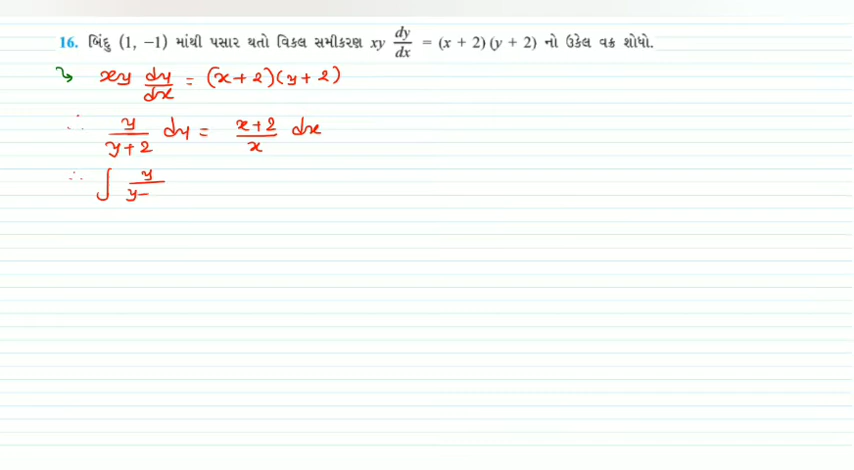 16. બિંદુ (1, −1) માંથી પસાર થતો વિકલ સમીકરણ xy dy/dx = (x + 2) (y + 2) નો ઉકેલ વક્ર શોધો.
xy dy/dx = (x+2)(y+2)
∴ y/(y+2) dy = (x+2)/x dx
∴ ∫ y/(y−